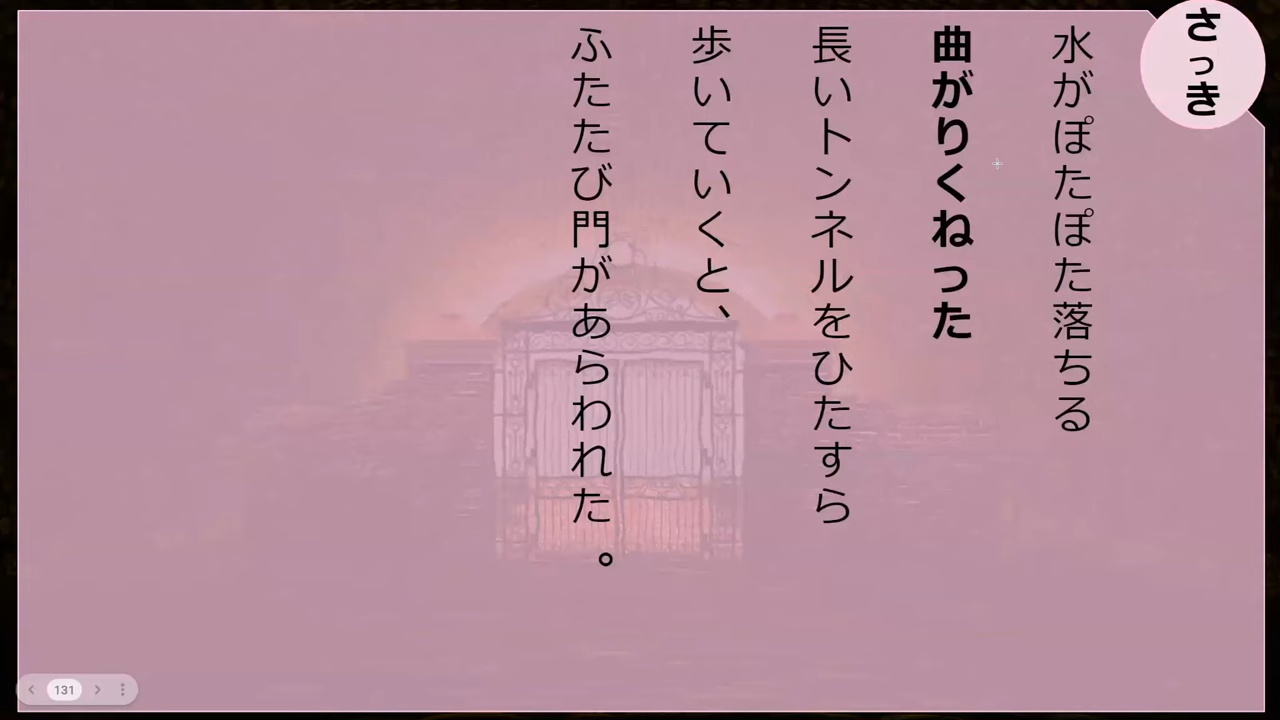 さっき
水がぽたぽた落ちる
曲がりくねった
長いトンネルをひたすら
歩いていくと、
ふたたび門があらわれた。
131